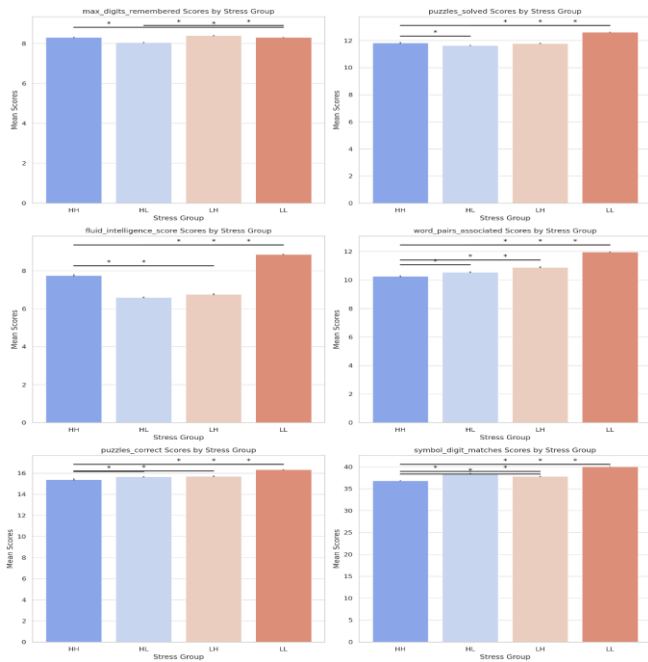 max_digits_remembered Scores by Stress Group
* * * *
8
6
4
2
0
Mean Scores
HH HL LH LL
Stress Group
puzzles_solved Scores by Stress Group
* * * *
12
10
8
6
4
2
0
Mean Scores
HH HL LH LL
Stress Group
fluid_intelligence_score Scores by Stress Group
* * *
* *
8
6
4
2
0
Mean Scores
HH HL LH LL
Stress Group
word_pairs_associated Scores by Stress Group
* * *
* *
*
12
10
8
6
4
2
0
Mean Scores
HH HL LH LL
Stress Group
puzzles_correct Scores by Stress Group
* * *
* *
16
14
12
10
8
6
4
2
0
Mean Scores
HH HL LH LL
Stress Group
symbol_digit_matches Scores by Stress Group
* * *
* * *
*
40
35
30
25
20
15
10
5
0
Mean Scores
HH HL LH LL
Stress Group